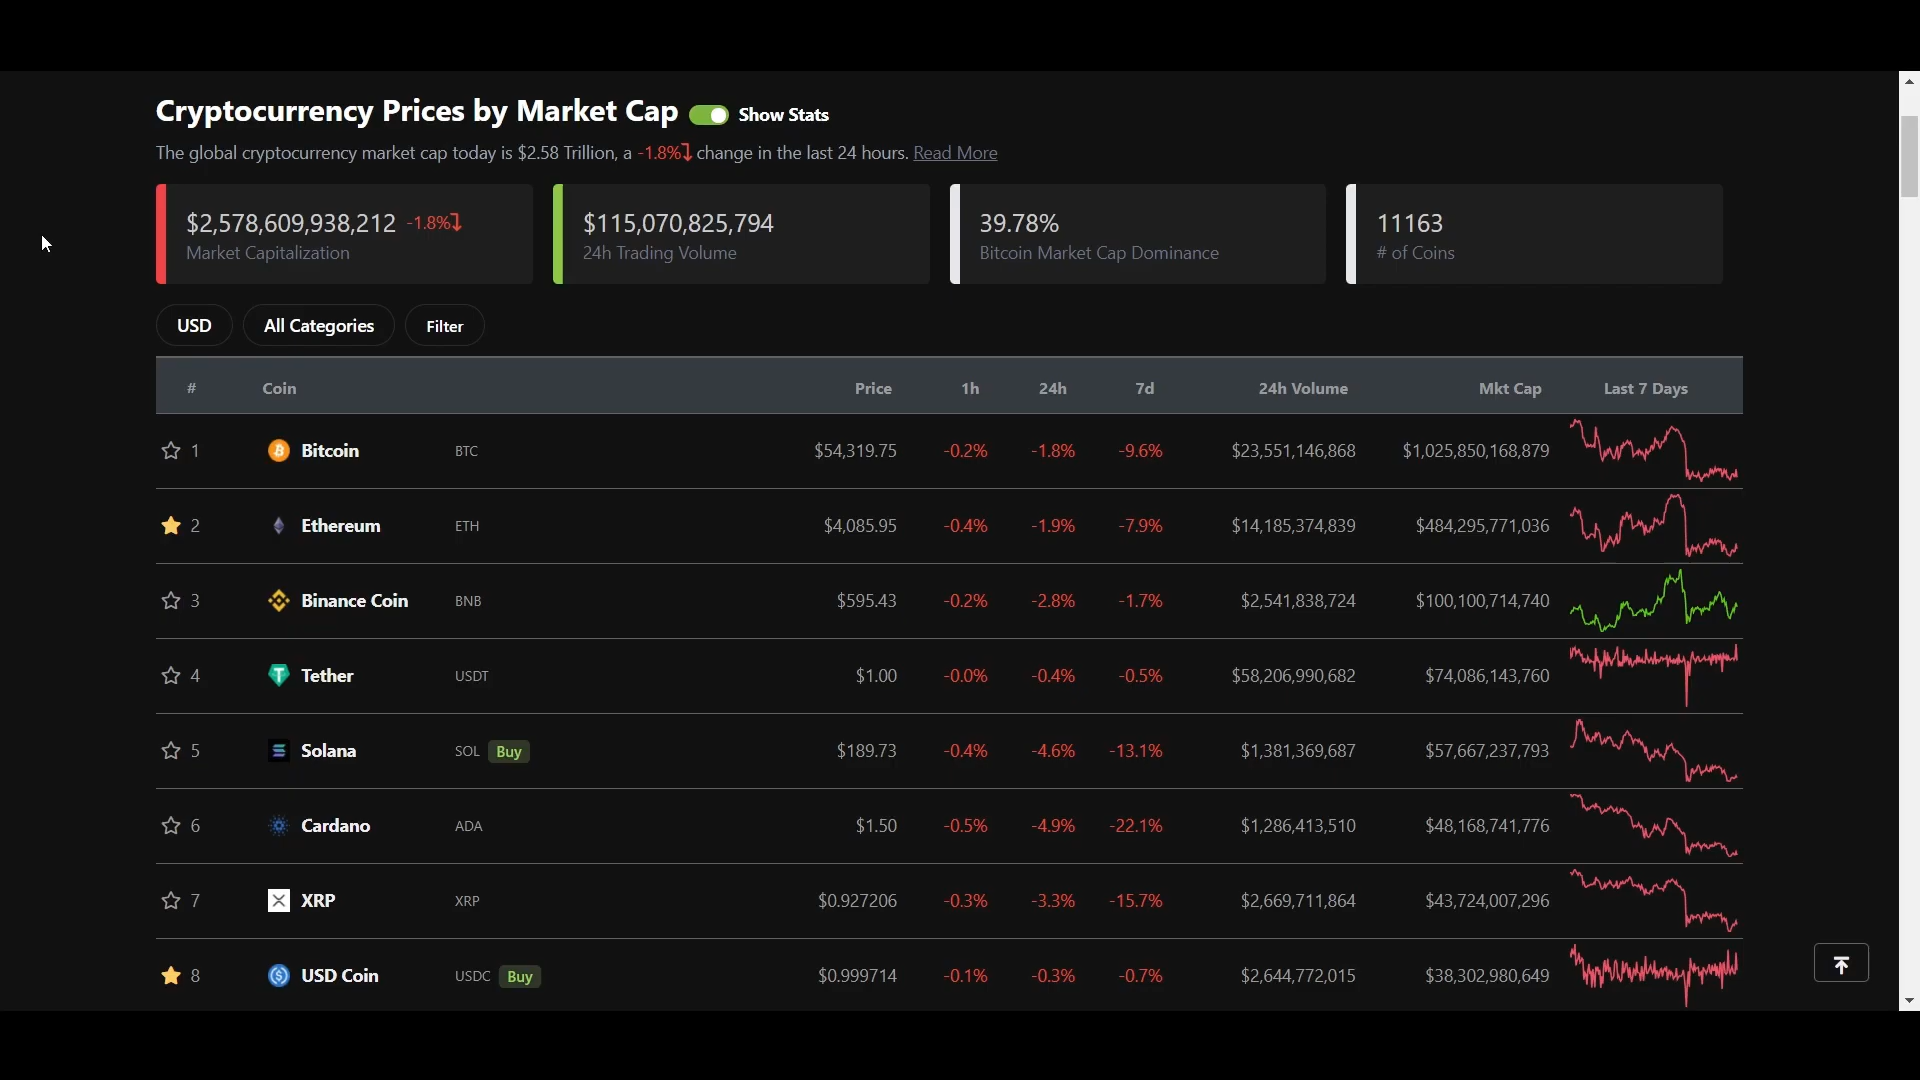 Cryptocurrency Prices by Market Cap Show Stats
The global cryptocurrency market cap today is $2.58 Trillion, a -1.8% change in the last 24 hours. Read More
$2,578,609,938,212 -1.8% $115,070,825,794 39.78% 11163
Market Capitalization 24h Trading Volume Bitcoin Market Cap Dominance # of Coins
USD All Categories Filter
# Coin Price 1h 24h 7d 24h Volume Mkt Cap Last 7 Days
1 Bitcoin BTC $54,319.75 -0.2% -1.8% -9.6% $23,551,146,868 $1,025,850,168,879
2 Ethereum ETH $4,085.95 -0.4% -1.9% -7.9% $14,185,374,839 $484,295,771,036
3 Binance Coin BNB $595.43 -0.2% -2.8% -1.7% $2,541,838,724 $100,100,714,740
4 Tether USDT $1.00 -0.0% -0.4% -0.5% $58,206,990,682 $74,086,143,760
5 Solana SOL Buy $189.73 -0.4% -4.6% -13.1% $1,381,369,687 $57,667,237,793
6 Cardano ADA $1.50 -0.5% -4.9% -22.1% $1,286,413,510 $48,168,741,776
7 XRP XRP $0.927206 -0.3% -3.3% -15.7% $2,669,711,864 $43,724,007,296
8 USD Coin USDC Buy $0.999714 -0.1% -0.3% -0.7% $2,644,772,015 $38,302,980,649